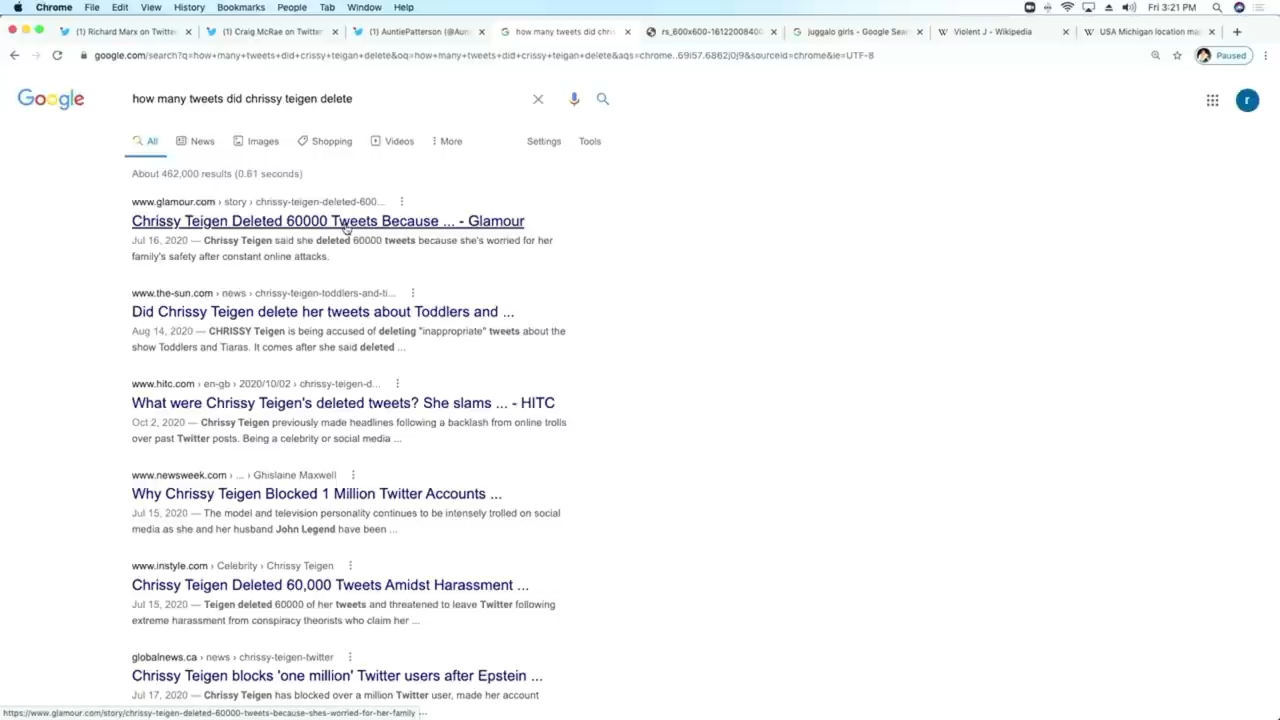 Chrome File Edit View History Bookmarks People Tab Window Help Fri 3:21 PM
(1) Richard Marx on Twitter (1) Craig McRae on Twitter (1) AuntiePatterson (@Aun how many tweets did chris rs_600x600-16122008400 juggalo girls - Google Sear Violent J - Wikipedia USA Michigan location ma
google.com/search?q=how+many+tweets+did+crissy+teigan+delete&oq=how+many+tweets+did+crissy+teigan+delete&aqs=chrome..69i57.6862j0j9&sourceid=chrome&ie=UTF-8 Paused
Google how many tweets did chrissy teigen delete r
All News Images Shopping Videos More Settings Tools
About 462,000 results (0.61 seconds)
www.glamour.com › story › chrissy-teigen-deleted-600...
Chrissy Teigen Deleted 60000 Tweets Because ... - Glamour
Jul 16, 2020 — Chrissy Teigen said she deleted 60000 tweets because she's worried for her
family's safety after constant online attacks.
www.the-sun.com › news › chrissy-teigen-toddlers-and-ti...
Did Chrissy Teigen delete her tweets about Toddlers and ...
Aug 14, 2020 — CHRISSY Teigen is being accused of deleting "inappropriate" tweets about the
show Toddlers and Tiaras. It comes after she said deleted ...
www.hitc.com › en-gb › 2020/10/02 › chrissy-teigen-d...
What were Chrissy Teigen's deleted tweets? She slams ... - HITC
Oct 2, 2020 — Chrissy Teigen previously made headlines following a backlash from online trolls
over past Twitter posts. Being a celebrity or social media ...
www.newsweek.com › ... › Ghislaine Maxwell
Why Chrissy Teigen Blocked 1 Million Twitter Accounts ...
Jul 15, 2020 — The model and television personality continues to be intensely trolled on social
media as she and her husband John Legend have been ...
www.instyle.com › Celebrity › Chrissy Teigen
Chrissy Teigen Deleted 60,000 Tweets Amidst Harassment ...
Jul 15, 2020 — Teigen deleted 60000 of her tweets and threatened to leave Twitter following
extreme harassment from conspiracy theorists who claim her ...
globalnews.ca › news › chrissy-teigen-twitter
Chrissy Teigen blocks 'one million' Twitter users after Epstein ...
Jul 17, 2020 — Chrissy Teigen has blocked over a million Twitter user, made her account
https://www.glamour.com/story/chrissy-teigen-deleted-60000-tweets-because-shes-worried-for-her-family ...